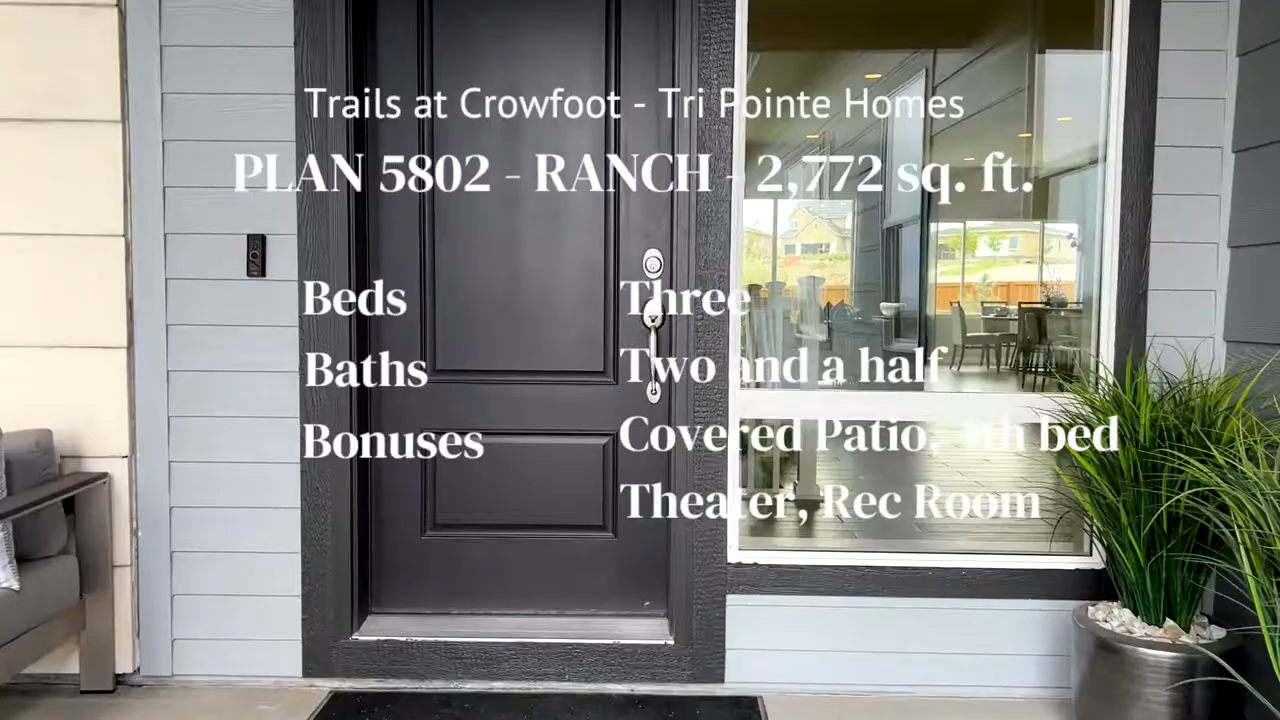 Trails at Crowfoot - Tri Pointe Homes
PLAN 5802 - RANCH - 2,772 sq. ft.
Beds Three
Baths Two and a half
Bonuses Covered Patio, 4th bed
Theater, Rec Room